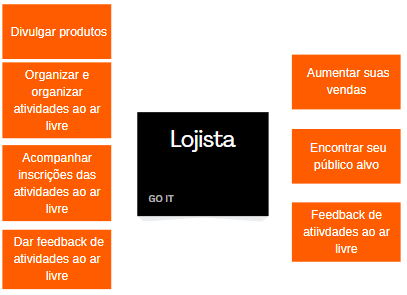 Divulgar produtos
Organizar e
organizar
atividades ao ar
livre
Acompanhar
inscrições das
atividades ao ar
livre
Dar feedback de
atividades ao ar
livre
Lojista
GO IT
Aumentar suas
vendas
Encontrar seu
público alvo
Feedback de
atiivdades ao ar
livre